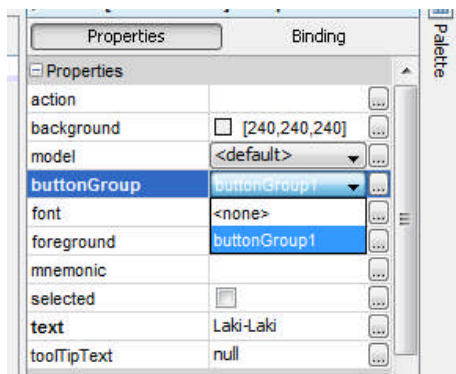 Properties Binding
Palette
Properties
action ...
background [240,240,240] ...
model <default> ...
buttonGroup buttonGroup1 ...
font <none> ...
foreground buttonGroup1 ...
mnemonic ...
selected ...
text Laki-Laki ...
toolTipText null ...